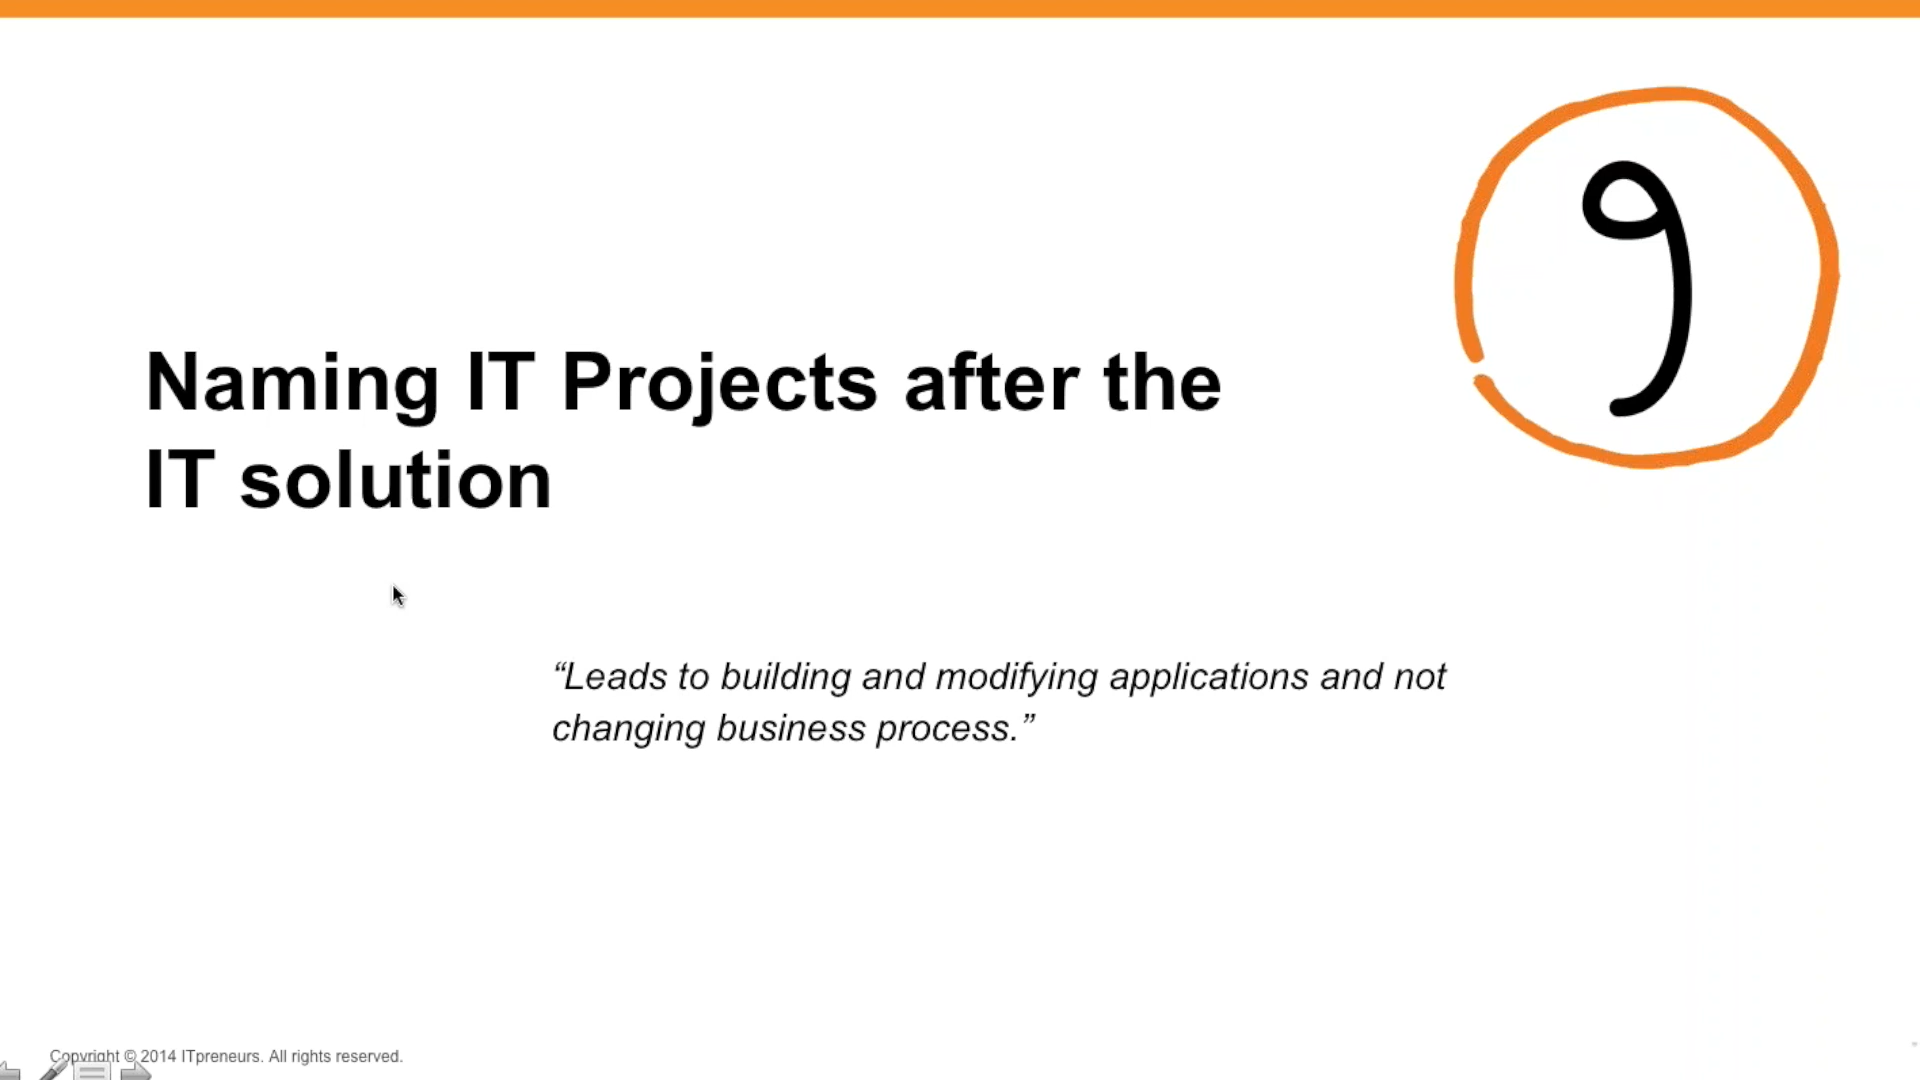 9
Naming IT Projects after the
IT solution
“Leads to building and modifying applications and not
changing business process.”
Copyright © 2014 ITpreneurs. All rights reserved.